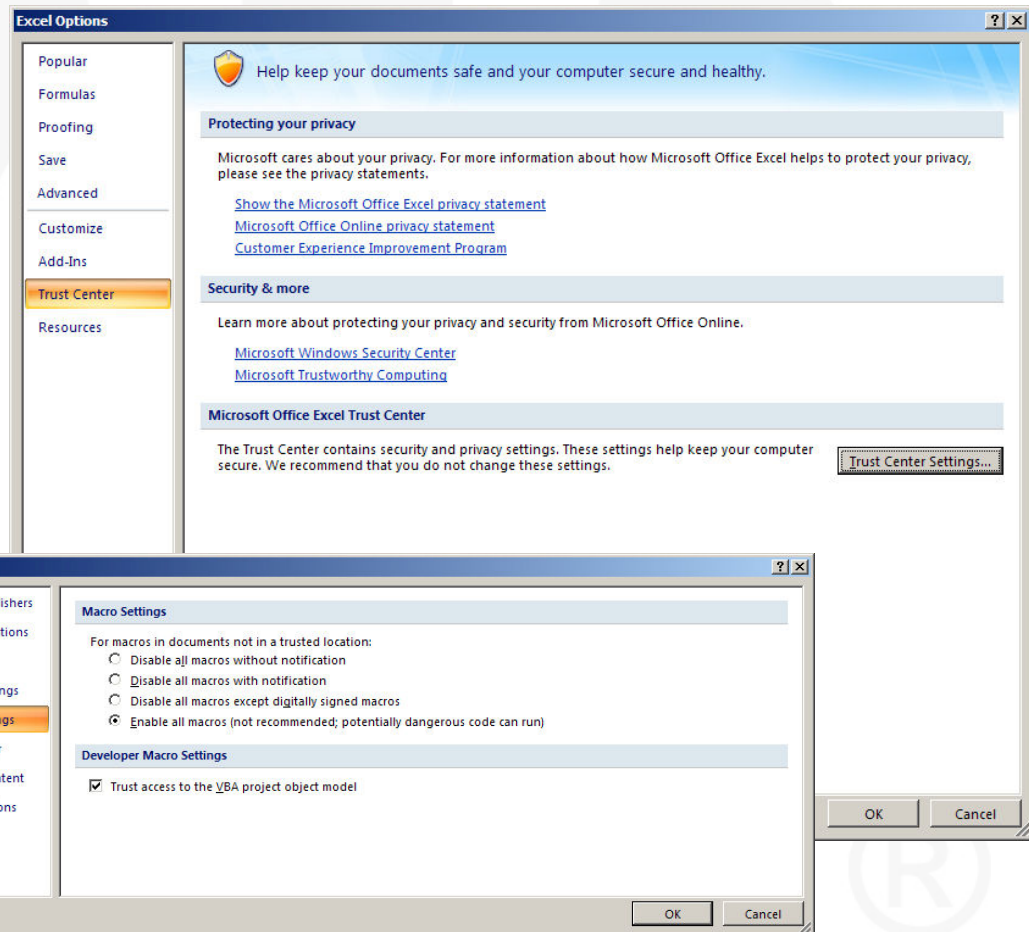 Excel Options
Popular
Formulas
Proofing
Save
Advanced
Customize
Add-Ins
Trust Center
Resources
Help keep your documents safe and your computer secure and healthy.
Protecting your privacy
Microsoft cares about your privacy. For more information about how Microsoft Office Excel helps to protect your privacy,
please see the privacy statements.
Show the Microsoft Office Excel privacy statement
Microsoft Office Online privacy statement
Customer Experience Improvement Program
Security & more
Learn more about protecting your privacy and security from Microsoft Office Online.
Microsoft Windows Security Center
Microsoft Trustworthy Computing
Microsoft Office Excel Trust Center
The Trust Center contains security and privacy settings. These settings help keep your computer
secure. We recommend that you do not change these settings.
Trust Center Settings...
OK Cancel
ishers
tions
ngs
gs
tent
ons
Macro Settings
For macros in documents not in a trusted location:
Disable all macros without notification
Disable all macros with notification
Disable all macros except digitally signed macros
Enable all macros (not recommended; potentially dangerous code can run)
Developer Macro Settings
Trust access to the VBA project object model
OK Cancel
®